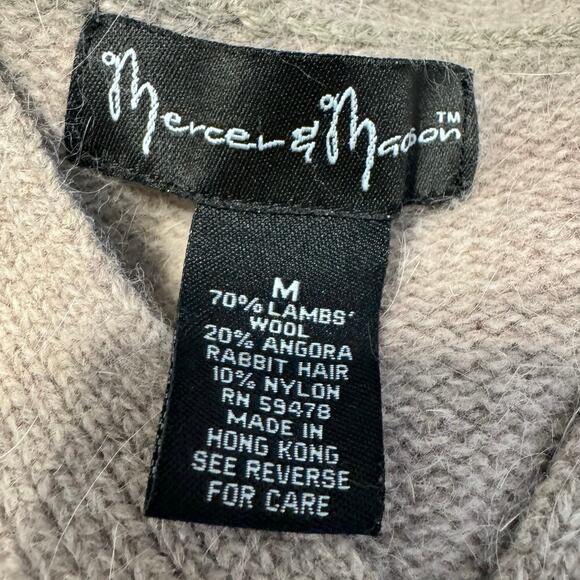 Mercer & Madison™
M
70% LAMBS'
WOOL
20% ANGORA
RABBIT HAIR
10% NYLON
RN 59478
MADE IN
HONG KONG
SEE REVERSE
FOR CARE